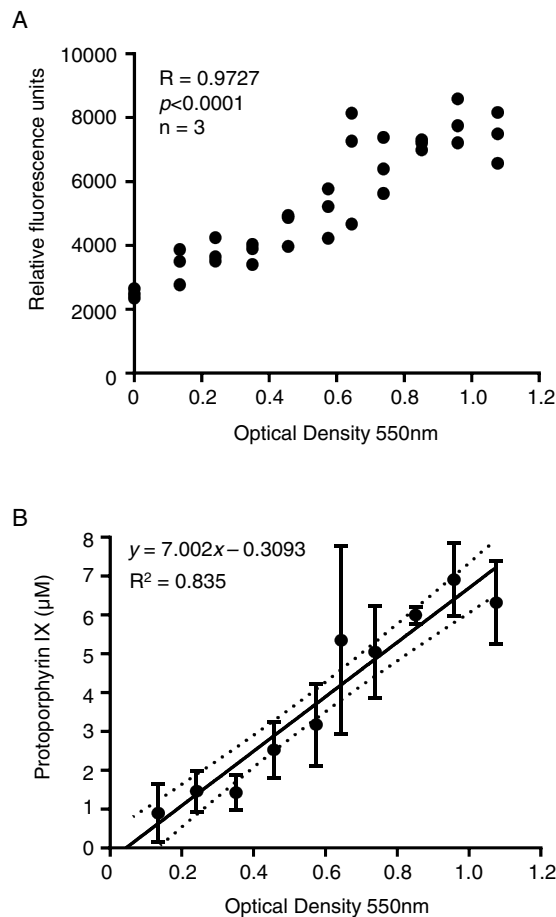 A
R = 0.9727
p<0.0001
n = 3
Relative fluorescence units
10000
8000
6000
4000
2000
0
0 0.2 0.4 0.6 0.8 1.0 1.2
Optical Density 550nm
B
y = 7.002x – 0.3093
R² = 0.835
Protoporphyrin IX (μM)
8
7
6
5
4
3
2
1
0
0 0.2 0.4 0.6 0.8 1.0 1.2
Optical Density 550nm